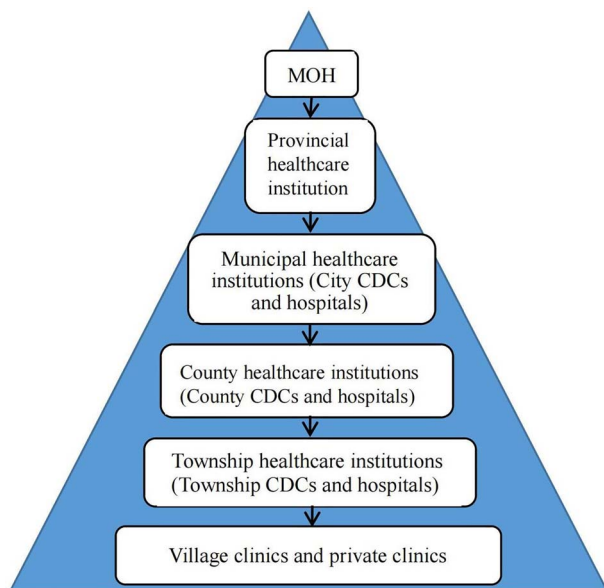 MOH
Provincial
healthcare
institution
Municipal healthcare
institutions (City CDCs
and hospitals)
County healthcare institutions
(County CDCs and hospitals)
Township healthcare institutions
(Township CDCs and hospitals)
Village clinics and private clinics